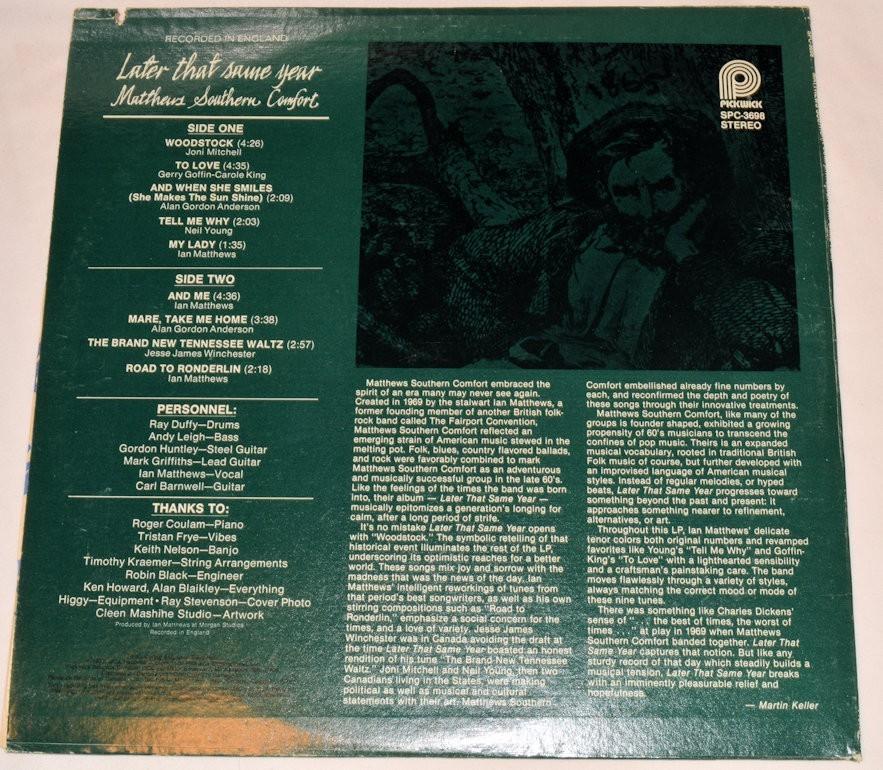 RECORDED IN ENGLAND
Later that same year
Matthews Southern Comfort
SIDE ONE
WOODSTOCK (4:26)
Joni Mitchell
TO LOVE (4:35)
Gerry Goffin-Carole King
AND WHEN SHE SMILES
(She Makes The Sun Shine) (2:09)
Alan Gordon Anderson
TELL ME WHY (2:03)
Neil Young
MY LADY (1:35)
Ian Matthews
SIDE TWO
AND ME (4:36)
Ian Matthews
MARE, TAKE ME HOME (3:38)
Alan Gordon Anderson
THE BRAND NEW TENNESSEE WALTZ (2:57)
Jesse James Winchester
ROAD TO RONDERLIN (2:18)
Ian Matthews
PERSONNEL:
Ray Duffy—Drums
Andy Leigh—Bass
Gordon Huntley—Steel Guitar
Mark Griffiths—Lead Guitar
Ian Matthews—Vocal
Carl Barnwell—Guitar
THANKS TO:
Roger Coulam—Piano
Tristan Frye—Vibes
Keith Nelson—Banjo
Timothy Kraemer—String Arrangements
Robin Black—Engineer
Ken Howard, Alan Blaikley—Everything
Higgy—Equipment • Ray Stevenson—Cover Photo
Cleen Mashihe Studio—Artwork
Produced by Ian Matthews at Morgan Studios
Recorded in England
PICKWICK
SPC-3698
STEREO
Matthews Southern Comfort embraced the
spirit of an era many may never see again.
Created in 1969 by the stalwart Ian Matthews, a
former founding member of another British folk-
rock band called The Fairport Convention,
Matthews Southern Comfort reflected an
emerging strain of American music stewed in the
melting pot. Folk, blues, country flavored ballads,
and rock were favorably combined to mark
Matthews Southern Comfort as an adventurous
and musically successful group in the late 60's.
Like the feelings of the times the band was born
into, their album — Later That Same Year —
musically epitomizes a generation's longing for
calm, after a long period of strife.
It's no mistake Later That Same Year opens
with "Woodstock." The symbolic retelling of that
historical event illuminates the rest of the LP,
underscoring its optimistic reaches for a better
world. These songs mix joy and sorrow with the
madness that was the news of the day. Ian
Matthews' intelligent reworkings of tunes from
that period's best songwriters, as well as his own
stirring compositions such as "Road to
Ronderlin," emphasize a social concern for the
times, and a love of variety. Jesse James
Winchester was in Canada avoiding the draft at
the time Later That Same Year boasted an honest
rendition of his tune "The Brand New Tennessee
Waltz." Joni Mitchell and Neil Young, then two
Canadians living in the States, were making
political as well as musical and cultural
statements with their art. Matthews Southern
Comfort embellished already fine numbers by
each, and reconfirmed the depth and poetry of
these songs through their innovative treatments.
Matthews Southern Comfort, like many of the
groups is founder shaped, exhibited a growing
propensity of 60's musicians to transcend the
confines of pop music. Theirs is an expanded
musical vocabulary, rooted in traditional British
Folk music of course, but further developed with
an improvised language of American musical
styles. Instead of regular melodies, or hyped
beats, Later That Same Year progresses toward
something beyond the past and present: it
approaches something nearer to refinement,
alternatives, or art.
Throughout this LP, Ian Matthews' delicate
tenor colors both original numbers and revamped
favorites like Young's "Tell Me Why" and Goffin-
King's "To Love" with a lighthearted sensibility
and a craftsman's painstaking care. The band
moves flawlessly through a variety of styles,
always matching the correct mood or mode of
these nine tunes.
There was something like Charles Dickens'
sense of "... the best of times, the worst of
times ..." at play in 1969 when Matthews
Southern Comfort banded together. Later That
Same Year captures that notion. But like any
sturdy record of that day which steadily builds a
musical tension, Later That Same Year breaks
with an imminently pleasurable relief and
hopefulness.
— Martin Keller